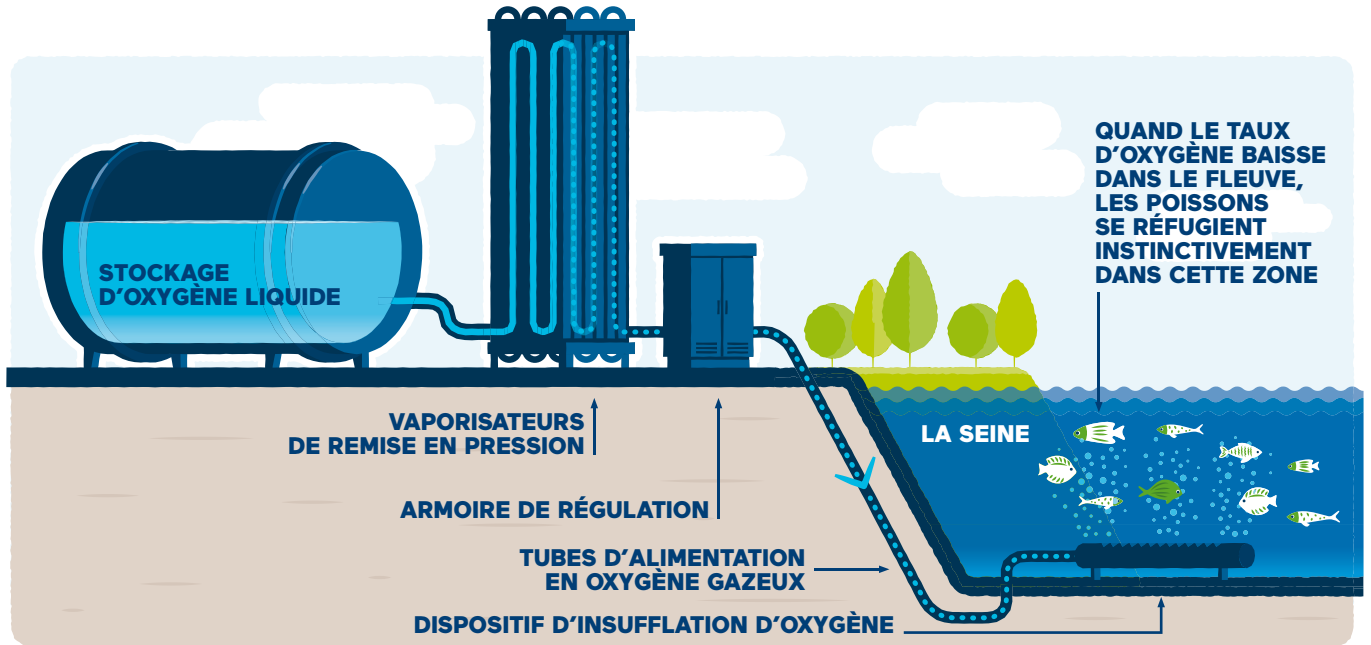 QUAND LE TAUX
D'OXYGÈNE BAISSE
DANS LE FLEUVE,
LES POISSONS
SE RÉFUGIENT
INSTINCTIVEMENT
DANS CETTE ZONE
STOCKAGE
D'OXYGÈNE LIQUIDE
VAPORISATEURS
DE REMISE EN PRESSION
LA SEINE
ARMOIRE DE RÉGULATION
TUBES D'ALIMENTATION
EN OXYGÈNE GAZEUX
DISPOSITIF D'INSUFFLATION D'OXYGÈNE